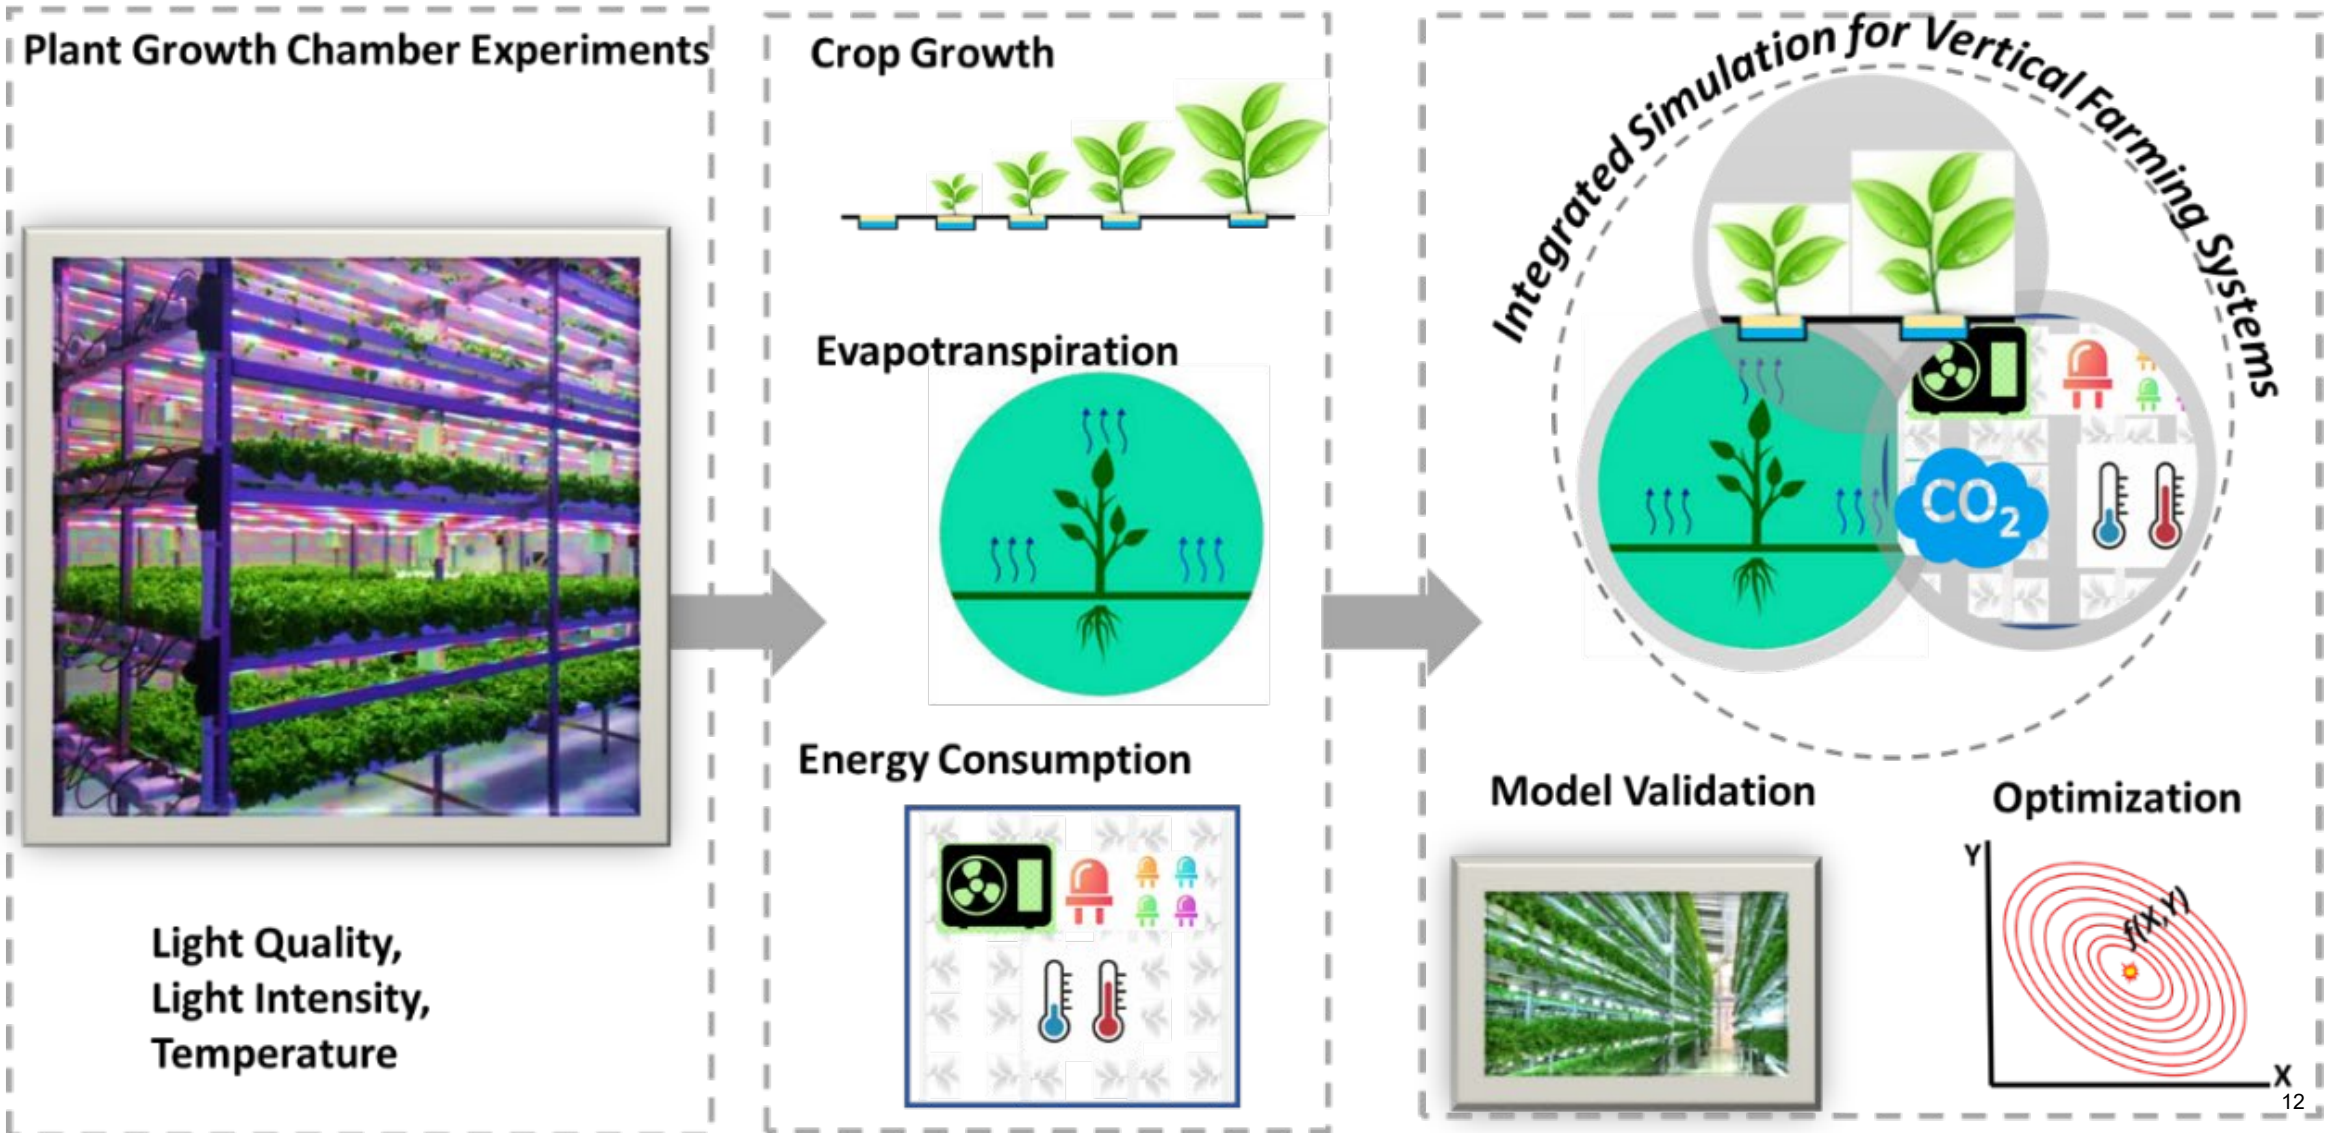 Plant Growth Chamber Experiments
Light Quality,
Light Intensity,
Temperature
Crop Growth
Evapotranspiration
Energy Consumption
Integrated Simulation for Vertical Farming Systems
CO2
Model Validation
Optimization
Y
f(X,Y)
X
12